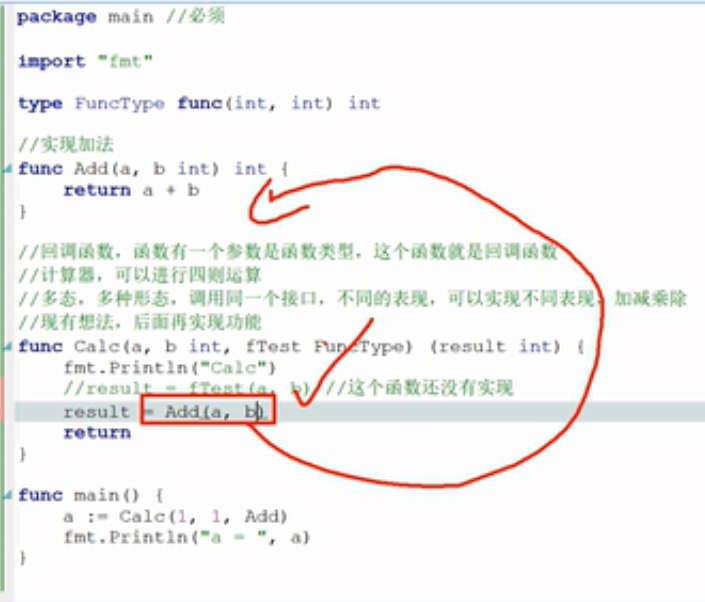 package main //必须
import "fmt"
type FuncType func(int, int) int
//实现加法
func Add(a, b int) int {
return a + b
}
//回调函数，函数有一个参数是函数类型，这个函数就是回调函数
//计算器，可以进行四则运算
//多态，多种形态，调用同一个接口，不同的表现，可以实现不同表现，加减乘除
//现有想法，后面再实现功能
func Calc(a, b int, fTest FuncType) (result int) {
fmt.Println("Calc")
//result = fTest(a, b) //这个函数还没有实现
result = Add(a, b)
return
}
func main() {
a := Calc(1, 1, Add)
fmt.Println("a = ", a)
}